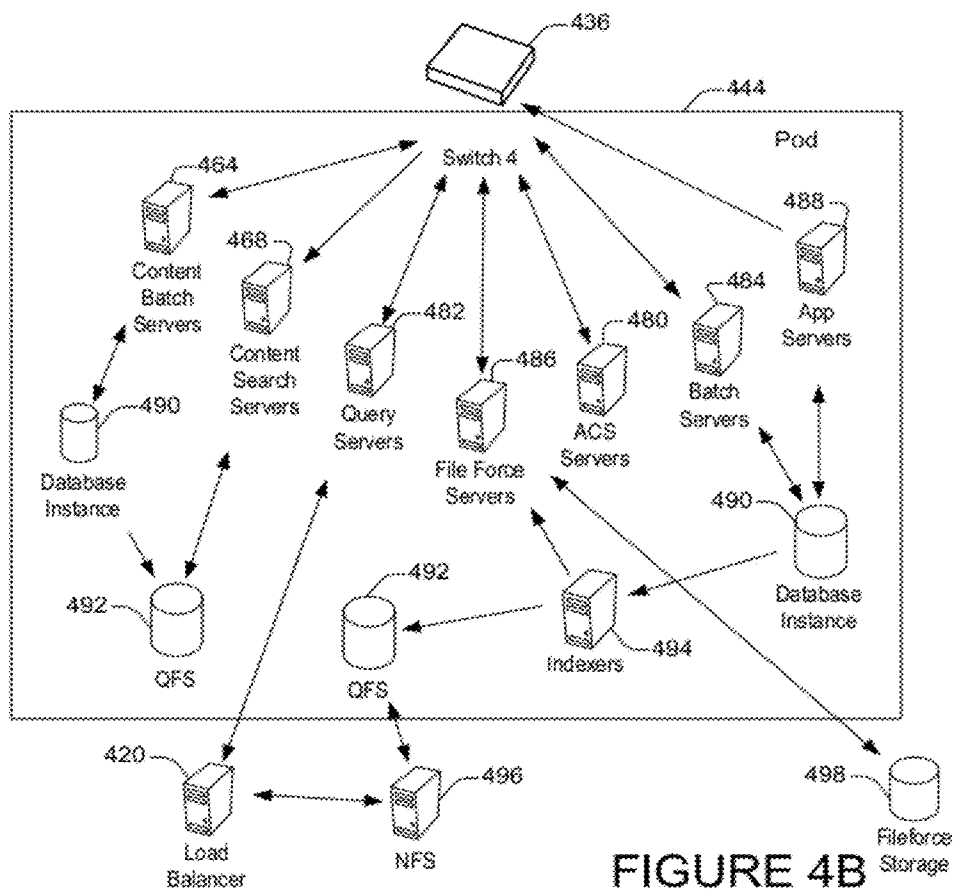 436
444
Pod
Switch 4
464
Content
Batch
Servers
468
Content
Search
Servers
482
Query
Servers
486
File Force
Servers
480
ACS
Servers
484
Batch
Servers
488
App
Servers
490
Database
Instance
490
Database
Instance
492
QFS
492
QFS
494
Indexers
420
Load
Balancer
496
NFS
498
Fileforce
Storage
FIGURE 4B